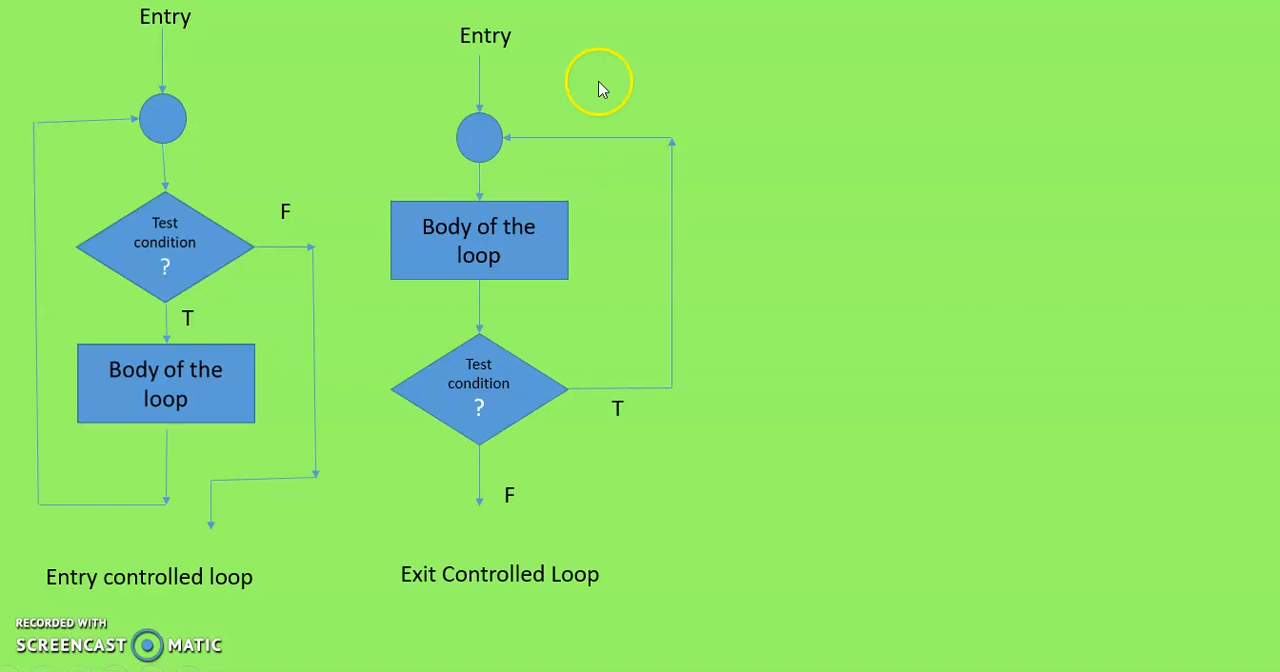 Entry
Test
condition
?
F
T
Body of the
loop
Entry controlled loop
Entry
Body of the
loop
Test
condition
?
T
F
Exit Controlled Loop
RECORDED WITH
SCREENCAST MATIC